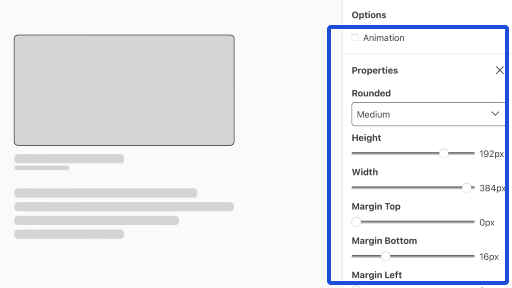 Options
Animation
Properties
Rounded
Medium
Height
192px
Width
384px
Margin Top
0px
Margin Bottom
16px
Margin Left